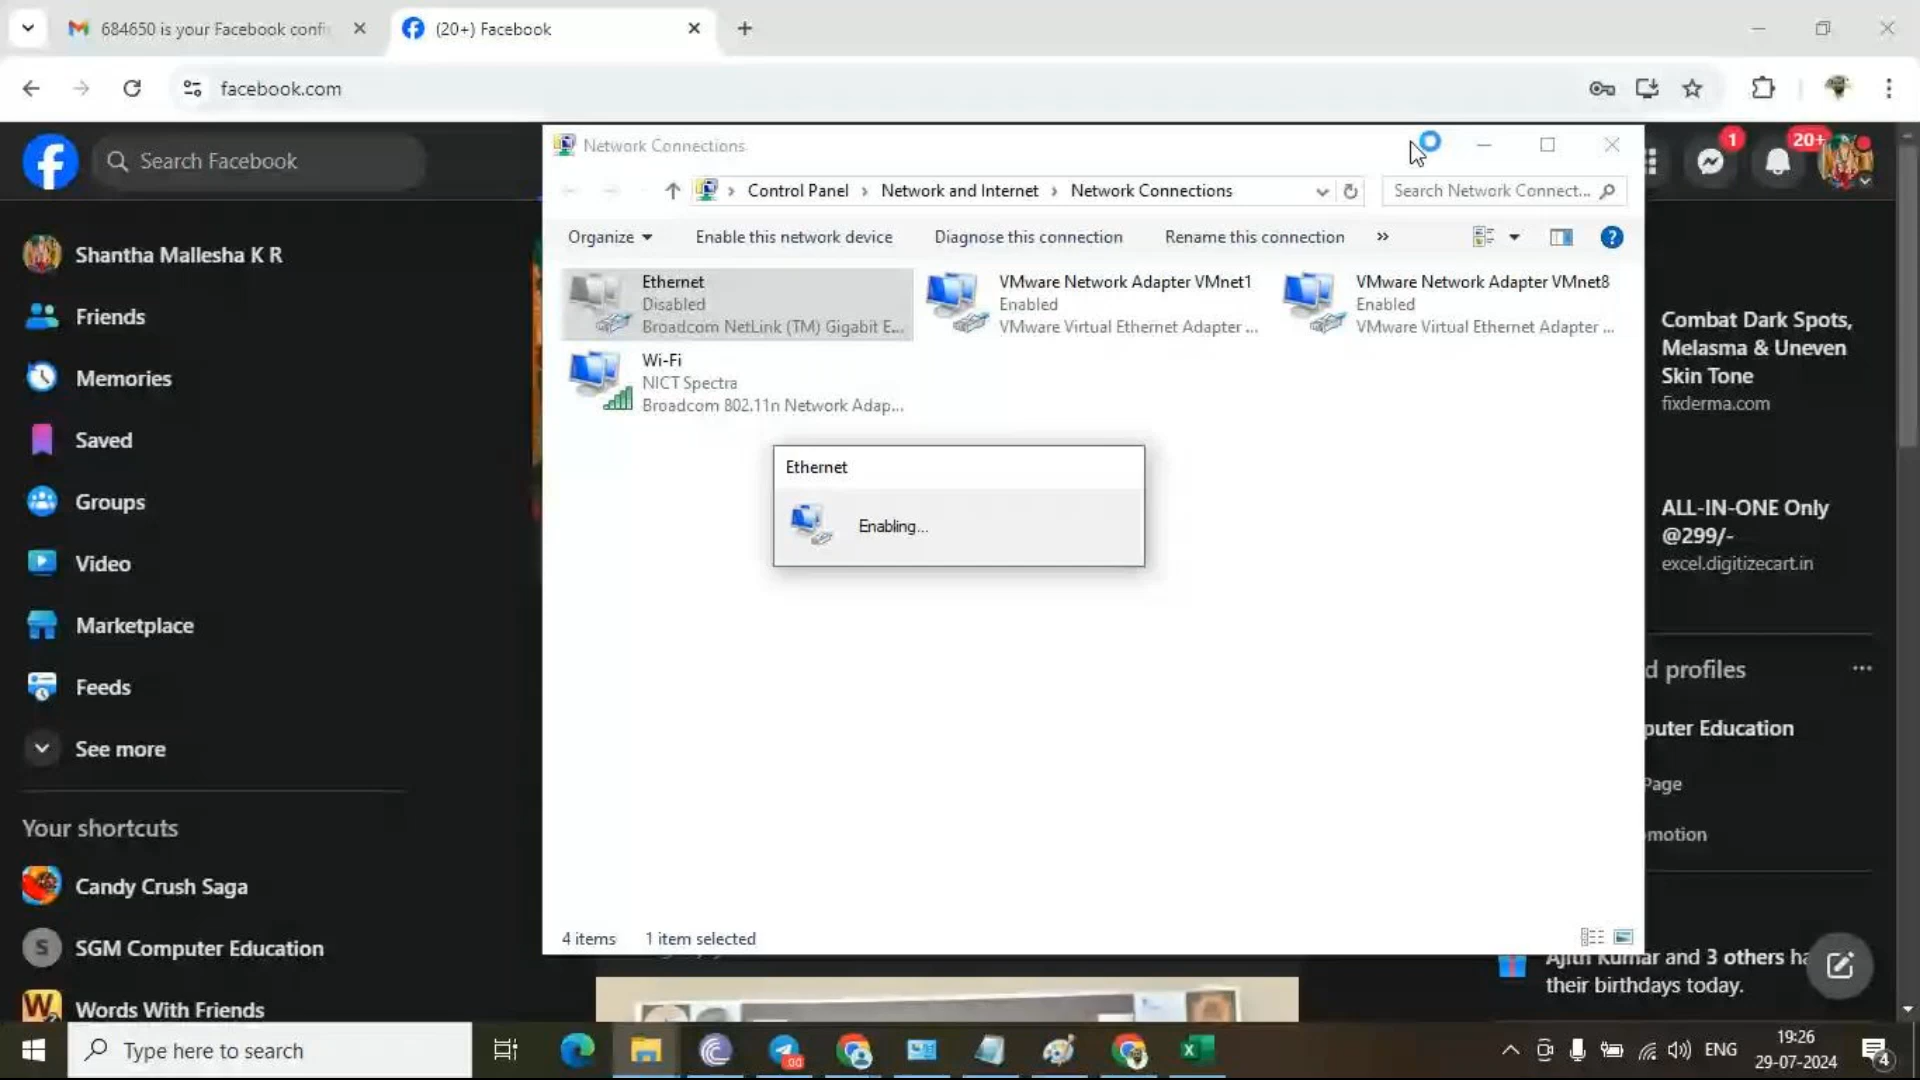 684650 is your Facebook confi
(20+) Facebook
facebook.com
Search Facebook
1
20+
Shantha Mallesha K R
Friends
Memories
Saved
Groups
Video
Marketplace
Feeds
See more
Your shortcuts
Candy Crush Saga
S
SGM Computer Education
W
Words With Friends
Network Connections
Control Panel > Network and Internet > Network Connections
Search Network Connect...
Organize
Enable this network device
Diagnose this connection
Rename this connection
»
?
Ethernet
Disabled
Broadcom NetLink (TM) Gigabit E...
VMware Network Adapter VMnet1
Enabled
VMware Virtual Ethernet Adapter ...
VMware Network Adapter VMnet8
Enabled
VMware Virtual Ethernet Adapter ...
Wi-Fi
NICT Spectra
Broadcom 802.11n Network Adap...
Ethernet
Enabling...
4 items
1 item selected
Combat Dark Spots,
Melasma & Uneven
Skin Tone
fixderma.com
ALL-IN-ONE Only
@299/-
excel.digitizecart.in
d profiles
puter Education
Page
motion
Ajith Kumar and 3 others ha
their birthdays today.
Type here to search
ENG
19:26
29-07-2024
4